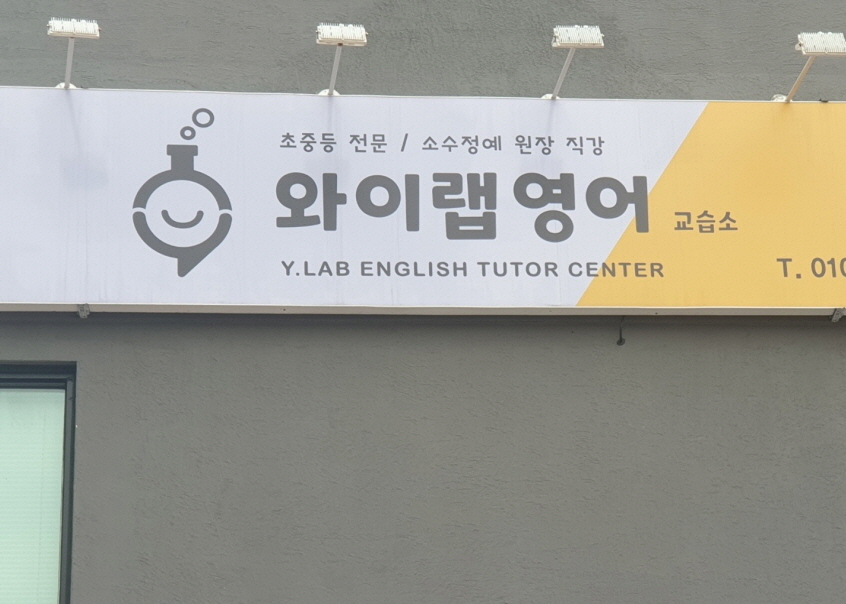 초중등 전문 / 소수정예 원장 직강
와이랩영어 교습소
Y.LAB ENGLISH TUTOR CENTER
T. 010